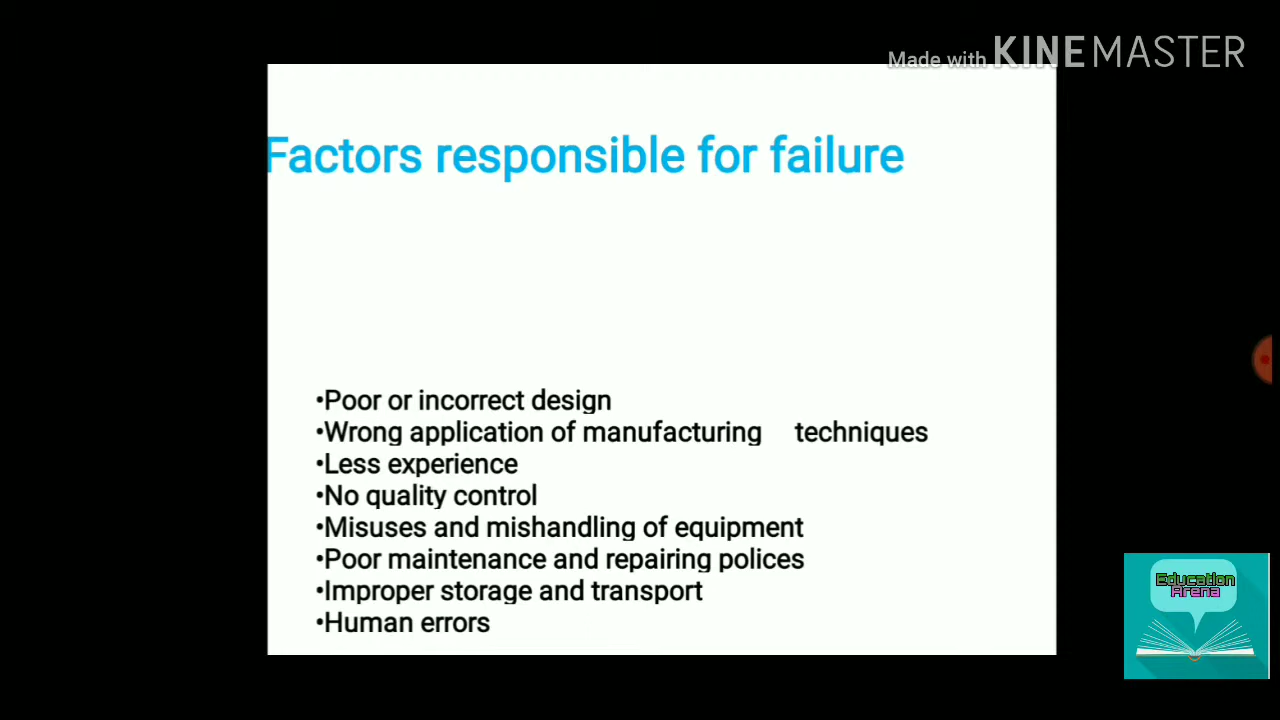 Made with KINEMASTER
Factors responsible for failure
•Poor or incorrect design
•Wrong application of manufacturing techniques
•Less experience
•No quality control
•Misuses and mishandling of equipment
•Poor maintenance and repairing polices
•Improper storage and transport
•Human errors
Education
Arena